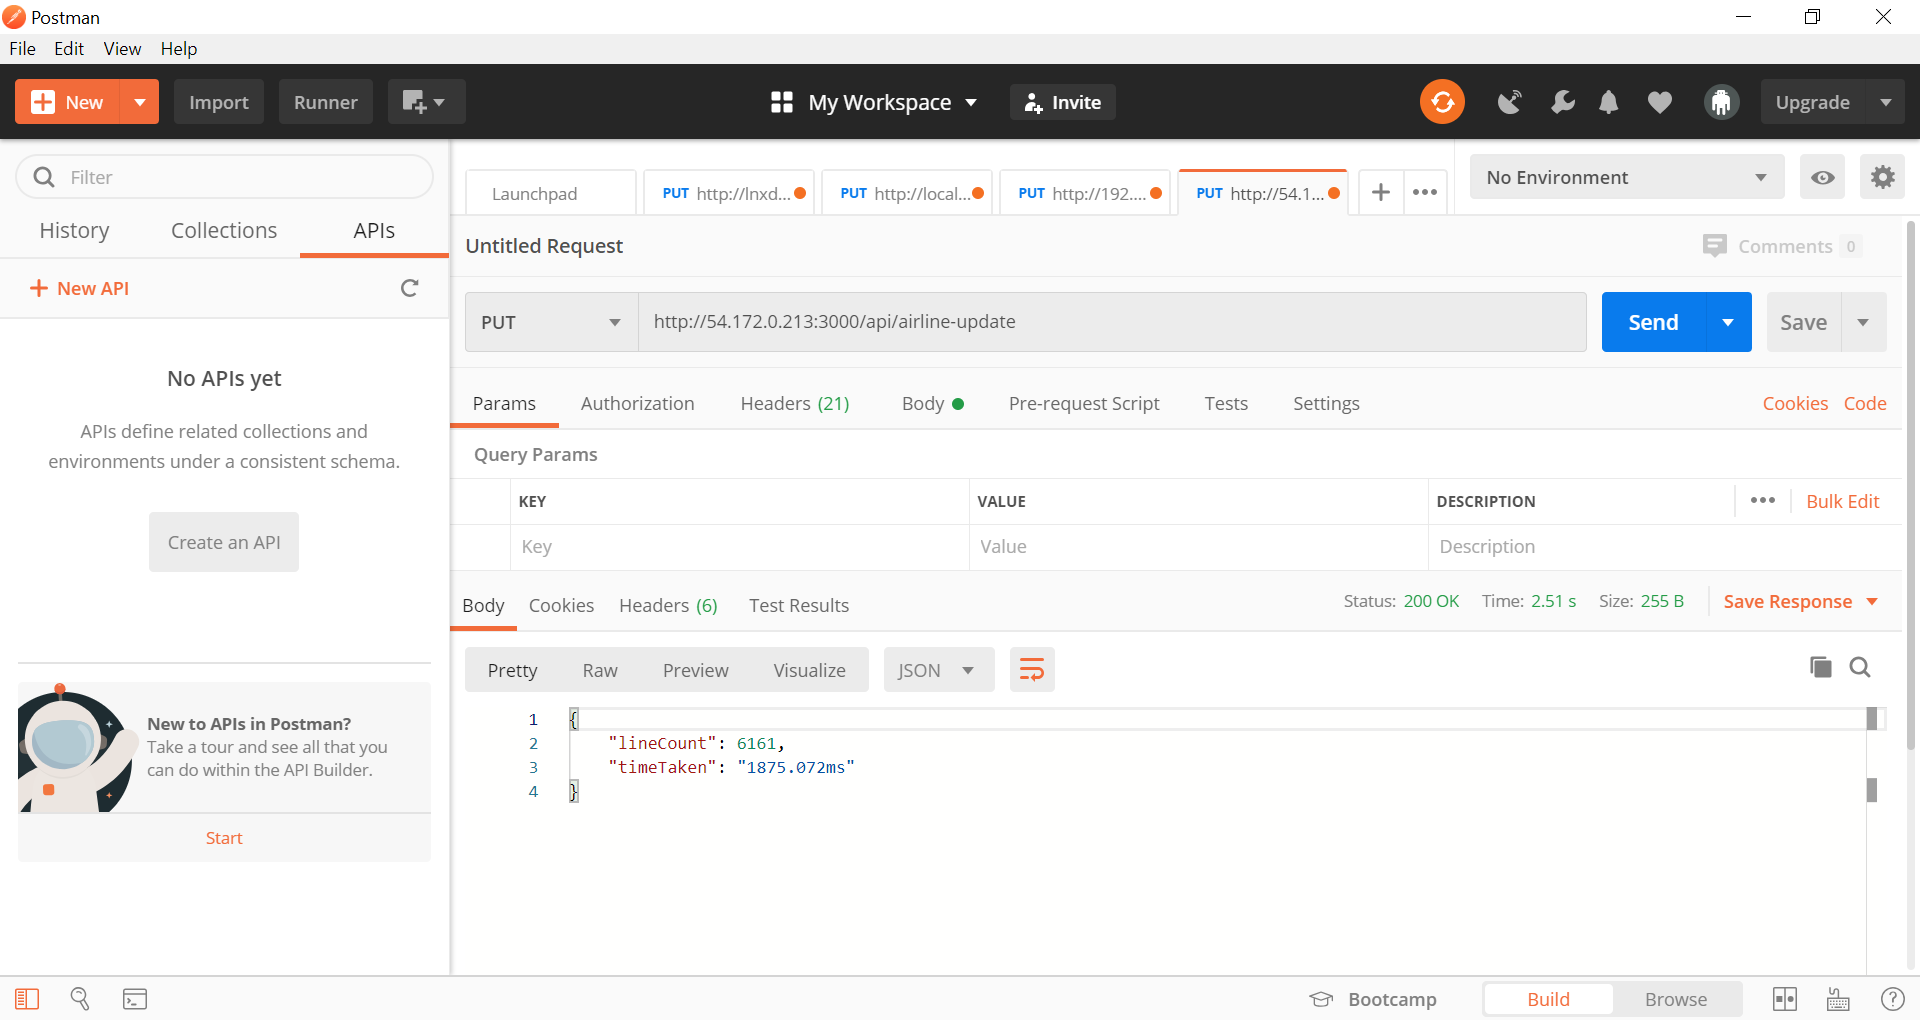 Postman
File Edit View Help
New Import Runner My Workspace Invite Upgrade
Filter
History Collections APIs
New API
No APIs yet
APIs define related collections and
environments under a consistent schema.
Create an API
New to APIs in Postman?
Take a tour and see all that you
can do within the API Builder.
Start
Launchpad PUT http://lnxd... PUT http://local... PUT http://192.... PUT http://54.1... + ••• No Environment
Untitled Request Comments 0
PUT http://54.172.0.213:3000/api/airline-update Send Save
Params Authorization Headers (21) Body Pre-request Script Tests Settings Cookies Code
Query Params
KEY VALUE DESCRIPTION ••• Bulk Edit
Key Value Description
Body Cookies Headers (6) Test Results Status: 200 OK Time: 2.51 s Size: 255 B Save Response
Pretty Raw Preview Visualize JSON
1 {
2 "lineCount": 6161,
3 "timeTaken": "1875.072ms"
4 }
Bootcamp Build Browse